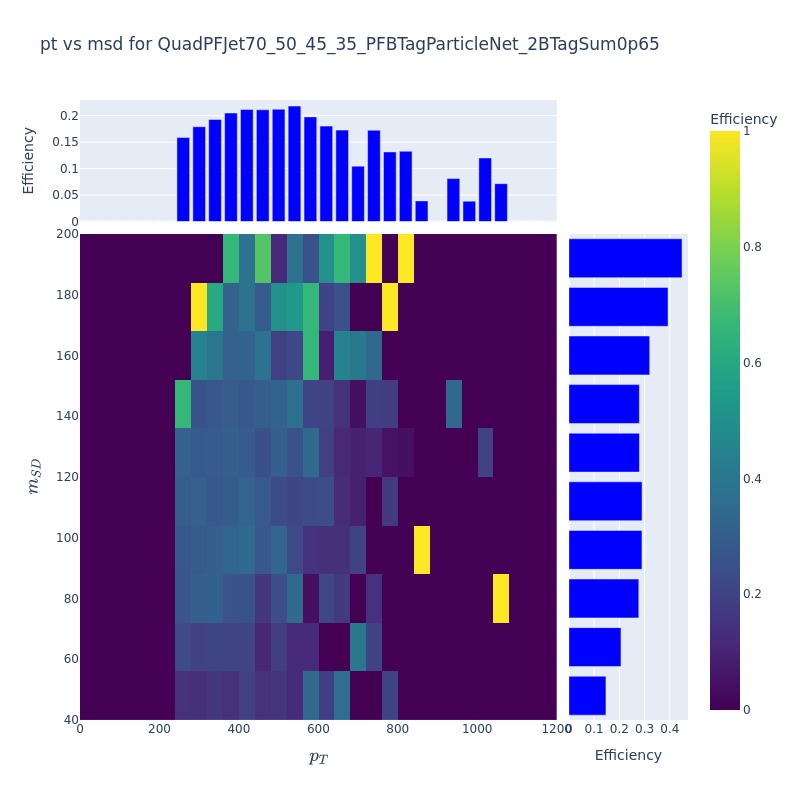 pt vs msd for QuadPFJet70_50_45_35_PFBTagParticleNet_2BTagSum0p65
Efficiency
0.2
0.15
0.1
0.05
0
Efficiency
1
0.8
0.6
0.4
0.2
0
200
180
160
140
120
100
80
60
40
m_SD
0 200 400 600 800 1000 1200
p_T
0 0.1 0.2 0.3 0.4
Efficiency